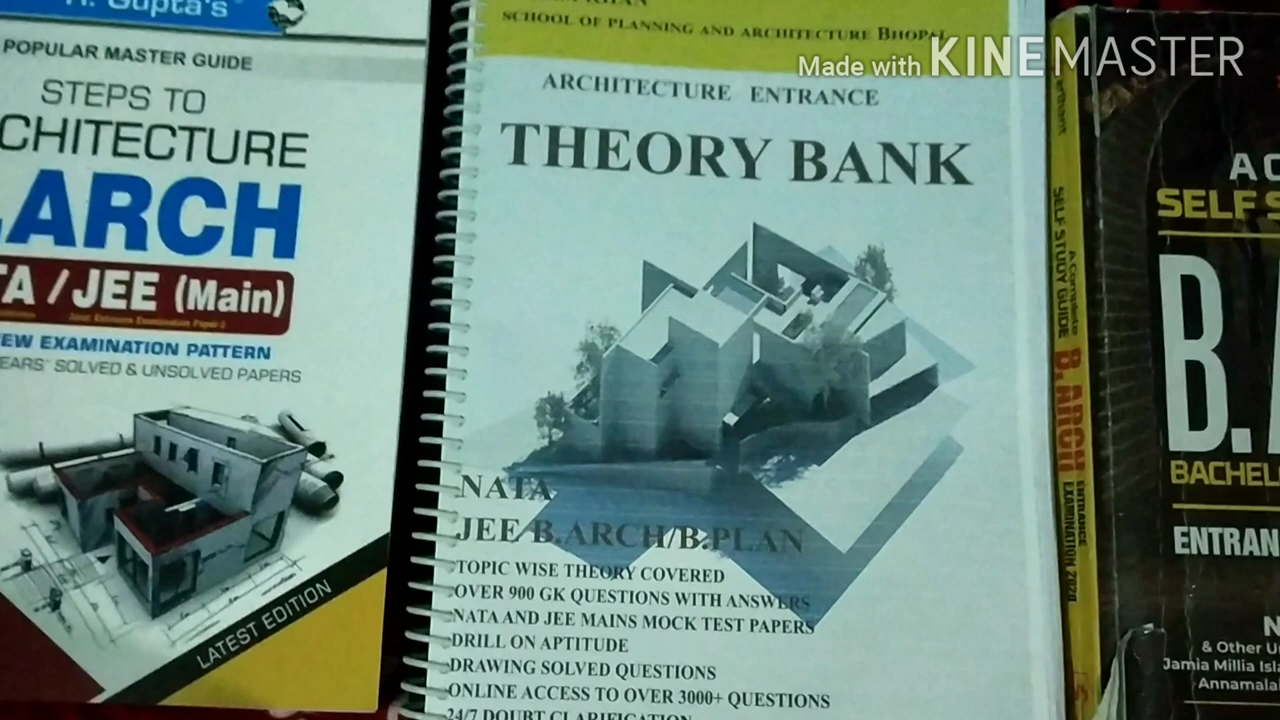 Gupta's
POPULAR MASTER GUIDE
STEPS TO
CHITECTURE
.ARCH
TA / JEE (Main)
EW EXAMINATION PATTERN
EARS' SOLVED & UNSOLVED PAPERS
LATEST EDITION
SCHOOL OF PLANNING AND ARCHITECTURE BHOPAL
Made with KINEMASTER
ARCHITECTURE ENTRANCE
THEORY BANK
NATA
JEE B.ARCH/B.PLAN
TOPIC WISE THEORY COVERED
OVER 900 GK QUESTIONS WITH ANSWERS
NATA AND JEE MAINS MOCK TEST PAPERS
DRILL ON APTITUDE
DRAWING SOLVED QUESTIONS
ONLINE ACCESS TO OVER 3000+ QUESTIONS
24/7 DOUBT CLARIFICATION
arihant
A Complete
SELF STUDY GUIDE
B.ARCH
ENTRANCE
EXAMINATION 2020
A C
SELF S
B.
BACHEL
ENTRAN
N
& Other U
Jamia Millia Isla
Annamalai